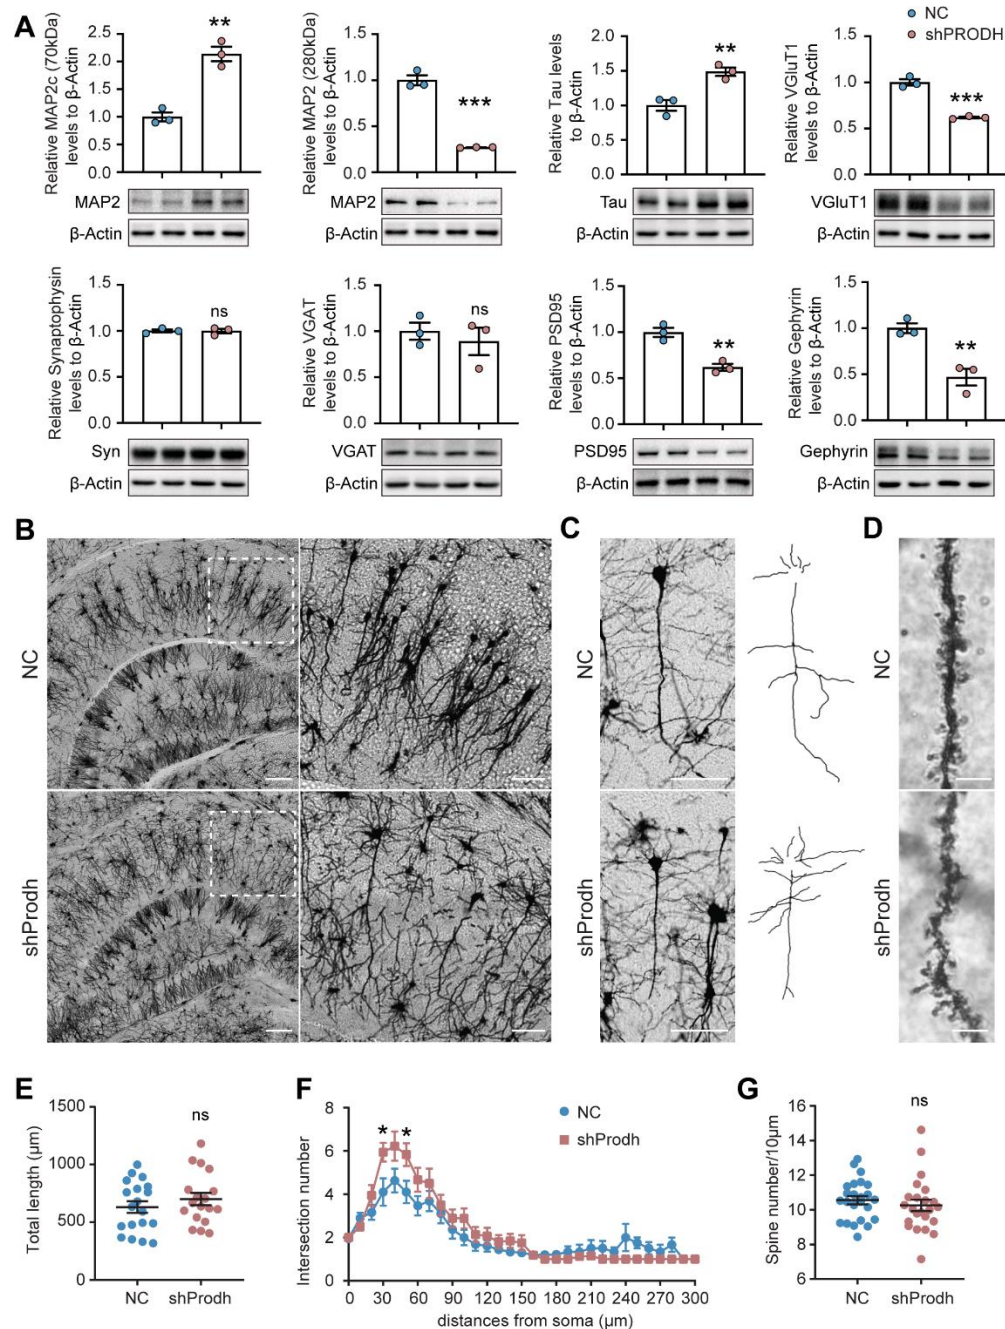 A
NC
shPRODH
Relative MAP2c (70kDa)
levels to β-Actin
2.5
2.0
1.5
1.0
0.5
0.0
**
MAP2
β-Actin
Relative MAP2 (280kDa)
levels to β-Actin
1.5
1.0
0.5
0.0
***
MAP2
β-Actin
Relative Tau levels
to β-Actin
2.0
1.5
1.0
0.5
0.0
**
Tau
β-Actin
Relative VGluT1
levels to β-Actin
1.5
1.0
0.5
0.0
***
VGluT1
β-Actin
Relative Synaptophysin
levels to β-Actin
1.5
1.0
0.5
0.0
ns
Syn
β-Actin
Relative VGAT
levels to β-Actin
1.5
1.0
0.5
0.0
ns
VGAT
β-Actin
Relative PSD95
levels to β-Actin
1.5
1.0
0.5
0.0
**
PSD95
β-Actin
Relative Gephyrin
levels to β-Actin
1.5
1.0
0.5
0.0
**
Gephyrin
β-Actin
B
NC
shProdh
C
NC
shProdh
D
NC
shProdh
E
Total length (μm)
1500
1000
500
0
ns
NC shProdh
F
Intersection number
8
6
4
2
0
* *
NC
shProdh
0 30 60 90 120 150 180 210 240 270 300
distances from soma (μm)
G
Spine number/10μm
16
14
12
10
8
6
ns
NC shProdh